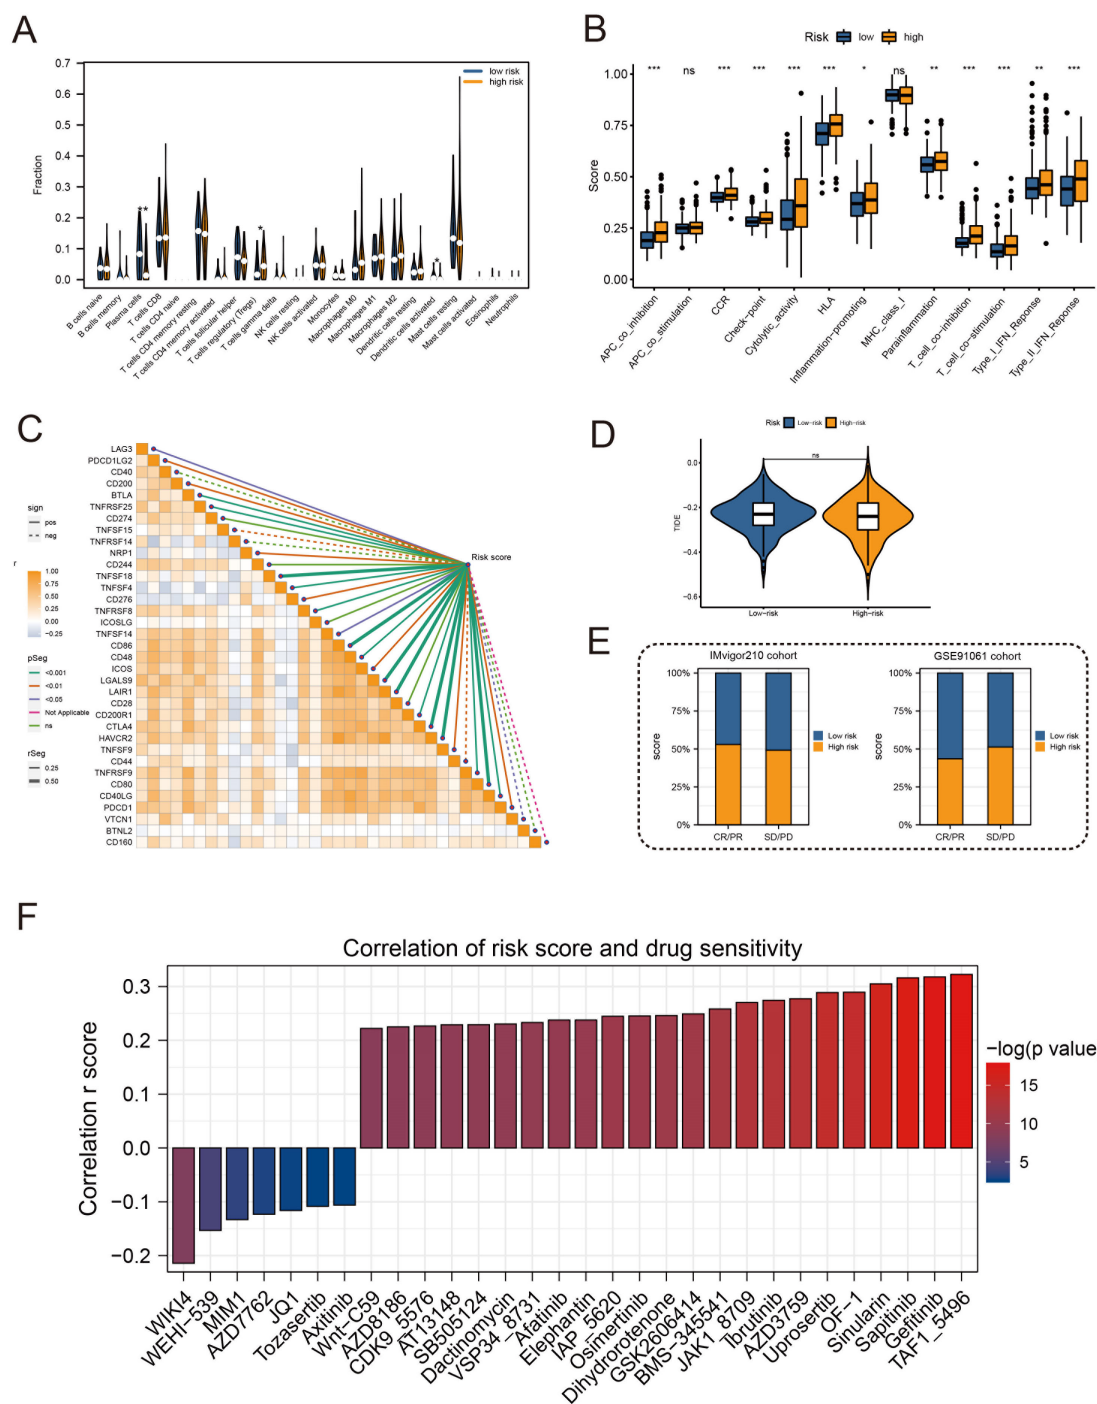 A
0.7
0.6
0.5
0.4
0.3
0.2
0.1
0.0
Fraction
low risk
high risk
**
*
*
B cells naive
B cells memory
Plasma cells
T cells CD8
T cells CD4 naive
T cells CD4 memory resting
T cells CD4 memory activated
T cells follicular helper
T cells regulatory (Tregs)
T cells gamma delta
NK cells resting
NK cells activated
Monocytes
Macrophages M0
Macrophages M1
Macrophages M2
Dendritic cells resting
Dendritic cells activated
Mast cells resting
Mast cells activated
Eosinophils
Neutrophils
B
Risk low high
1.00
0.75
0.50
0.25
0.00
Score
*** ns *** *** *** *** * ns ** *** *** ** ***
APC_co_inhibition
APC_co_stimulation
CCR
Check-point
Cytolytic_activity
HLA
Inflammation-promoting
MHC_class_I
Parainflammation
T_cell_co-inhibition
T_cell_co-stimulation
Type_I_IFN_Reponse
Type_II_IFN_Reponse
C
LAG3
PDCD1LG2
CD40
CD200
BTLA
TNFRSF25
CD274
TNFSF15
TNFRSF14
NRP1
CD244
TNFSF18
TNFSF4
CD276
TNFRSF8
ICOSLG
TNFSF14
CD86
CD48
ICOS
LGALS9
LAIR1
CD28
CD200R1
CTLA4
HAVCR2
TNFSF9
CD44
TNFRSF9
CD80
CD40LG
PDCD1
VTCN1
BTNL2
CD160
Risk score
sign
pos
neg
r
1.00
0.75
0.50
0.25
0.00
−0.25
pSeg
<0.001
<0.01
<0.05
Not Applicable
ns
rSeg
0.25
0.50
D
Risk Low−risk High−risk
ns
0.0
−0.2
−0.4
−0.6
TIDE
Low−risk
High−risk
E
IMvigor210 cohort
100%
75%
50%
25%
0%
score
CR/PR
SD/PD
Low risk
High risk
GSE91061 cohort
100%
75%
50%
25%
0%
score
CR/PR
SD/PD
Low risk
High risk
F
Correlation of risk score and drug sensitivity
0.3
0.2
0.1
0.0
−0.1
−0.2
Correlation r score
−log(p value
15
10
5
WIKI4
WEHI−539
MIM1
AZD7762
JQ1
Tozasertib
Axitinib
Wnt−C59
AZD8186
CDK9_5576
AT13148
SB505124
Dactinomycin
VSP34_8731
Afatinib
Elephantin
IAP_5620
Osimertinib
Dihydrorotenone
GSK2606414
BMS−345541
JAK1_8709
Ibrutinib
AZD3759
Uprosertib
OF−1
Sinularin
Sapitinib
Gefitinib
TAF1_5496